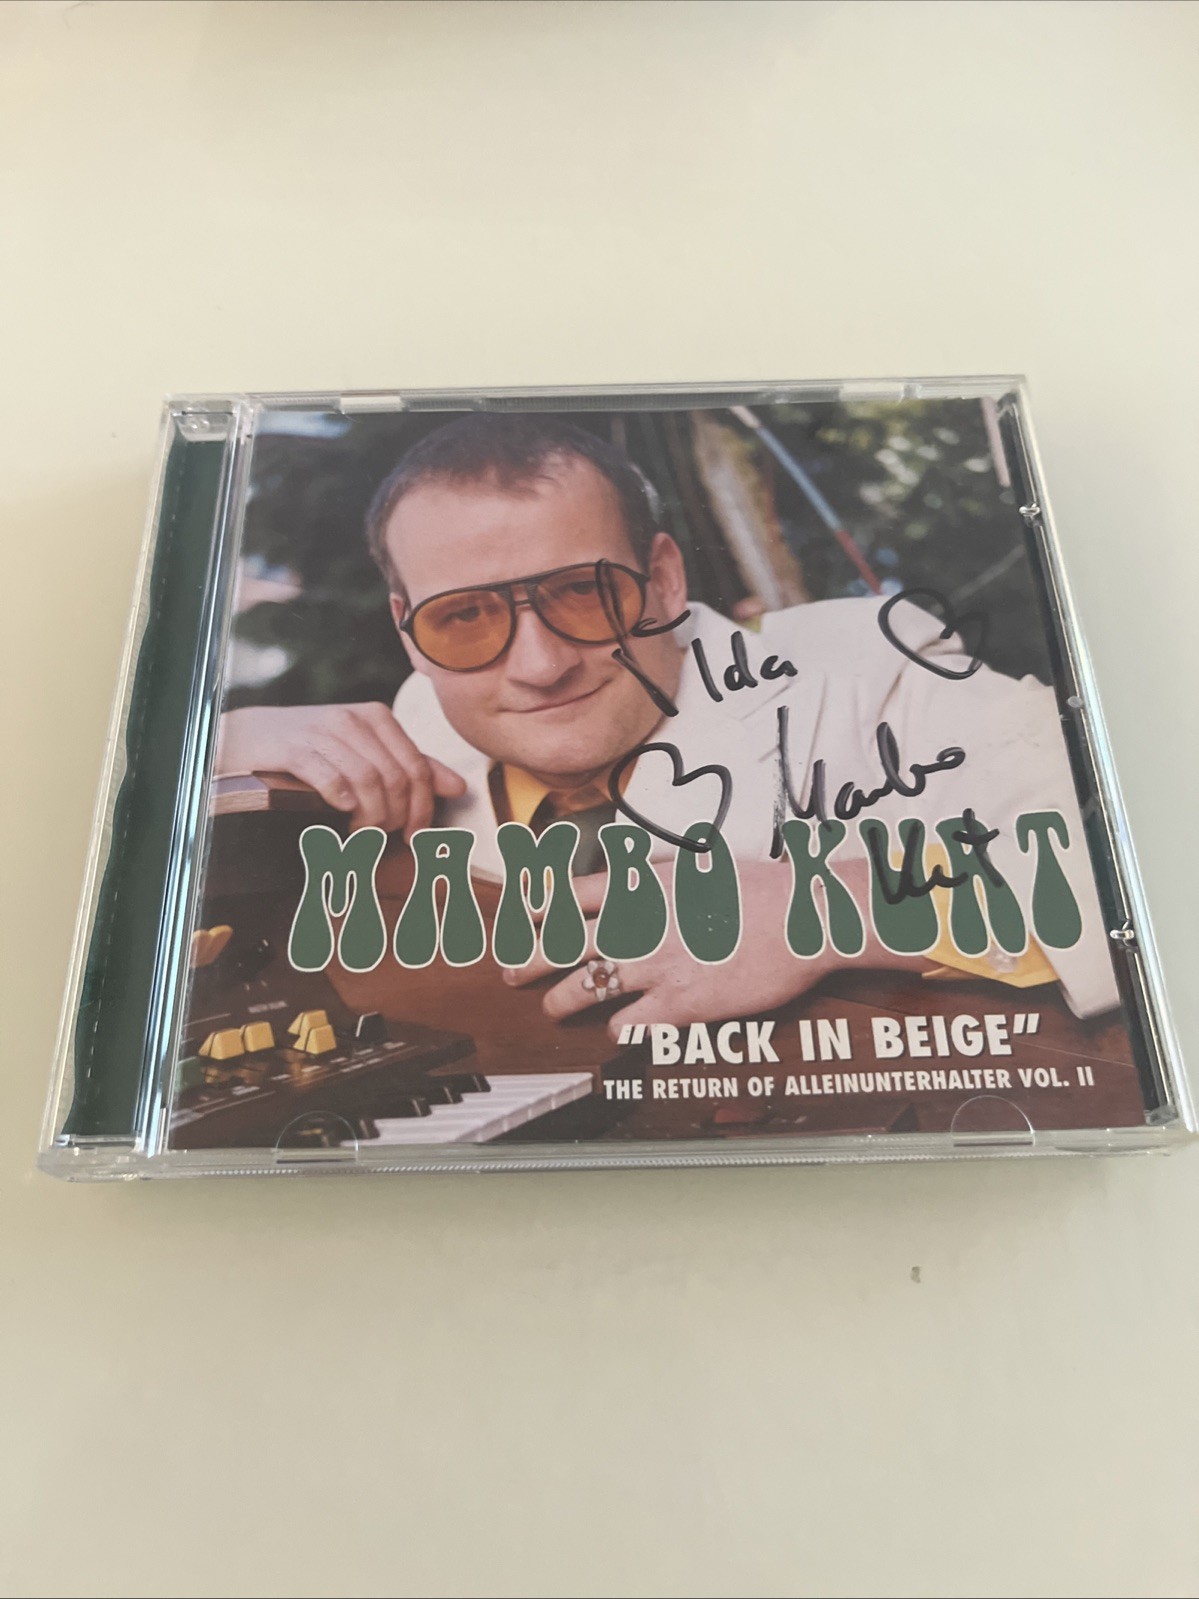 F. Ida
Mambo
Kurt
MAMBO KURT
"BACK IN BEIGE"
THE RETURN OF ALLEINUNTERHALTER VOL. II